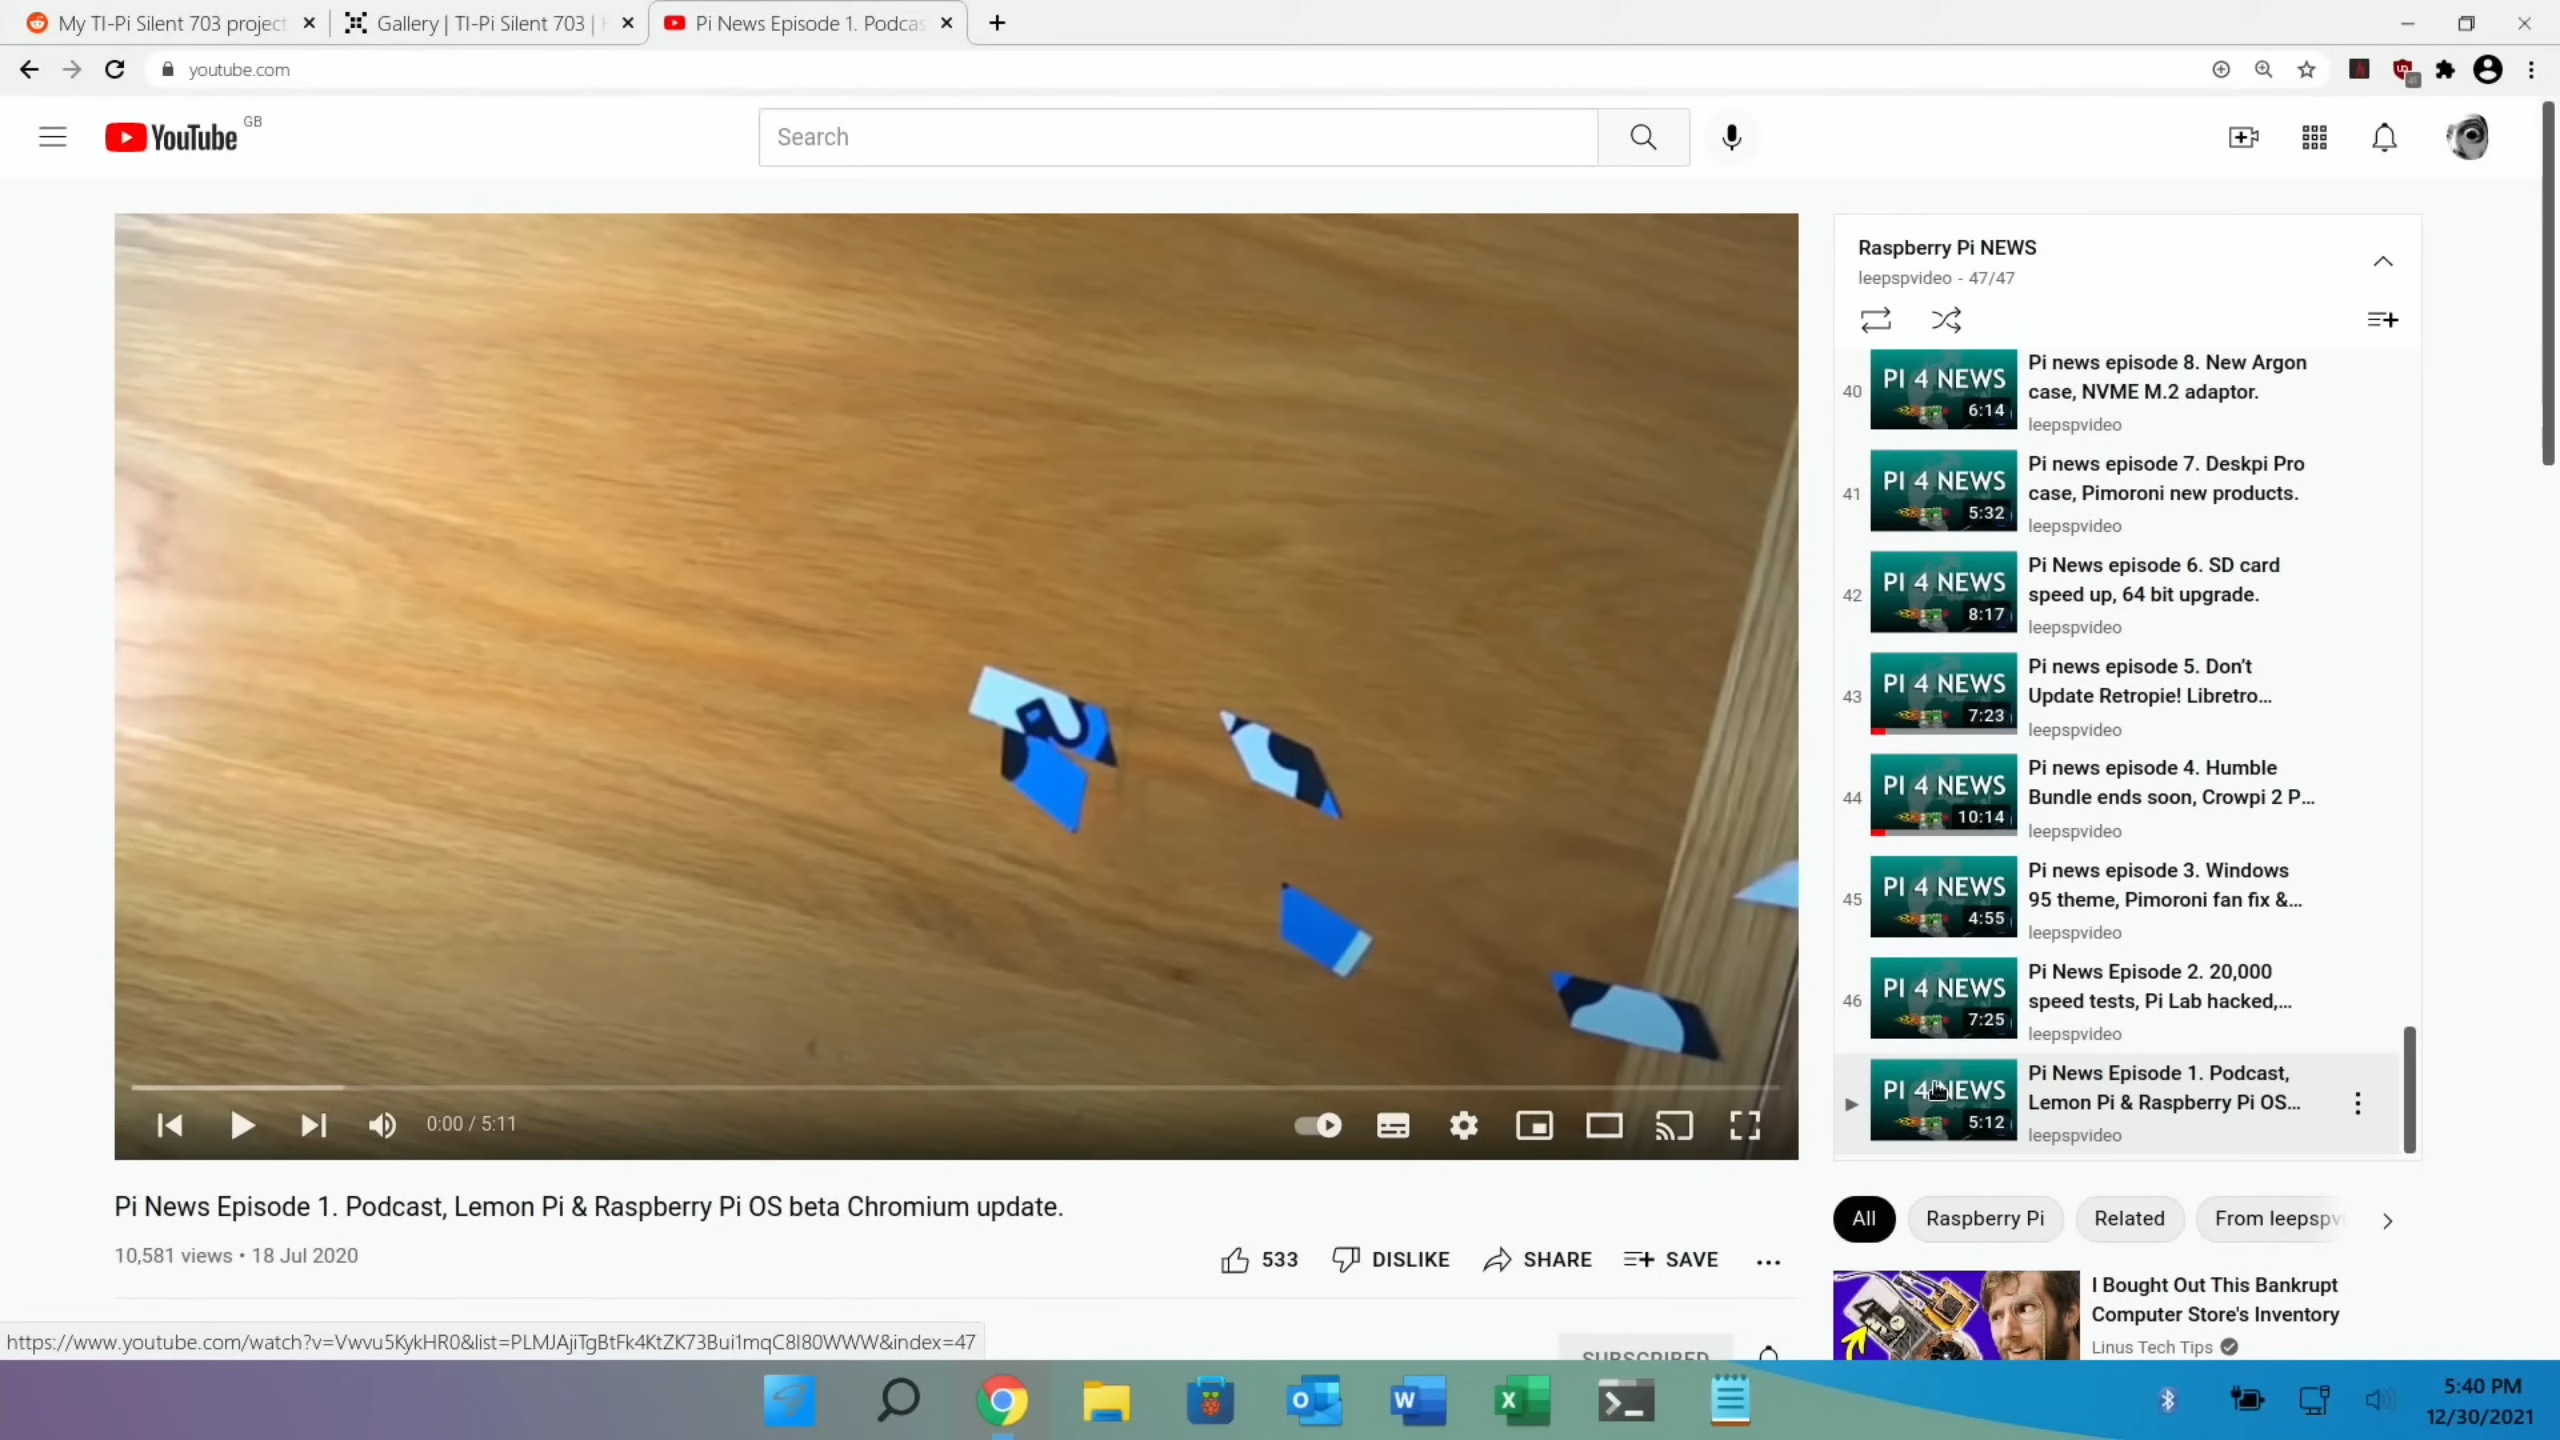 My TI-Pi Silent 703 project
Gallery | TI-Pi Silent 703 |
Pi News Episode 1. Podcas
youtube.com
YouTube
GB
Search
Raspberry Pi NEWS
leepspvideo - 47/47
40
PI 4 NEWS
6:14
Pi news episode 8. New Argon
case, NVME M.2 adaptor.
leepspvideo
41
PI 4 NEWS
5:32
Pi news episode 7. Deskpi Pro
case, Pimoroni new products.
leepspvideo
42
PI 4 NEWS
8:17
Pi News episode 6. SD card
speed up, 64 bit upgrade.
leepspvideo
43
PI 4 NEWS
7:23
Pi news episode 5. Don’t
Update Retropie! Libretro...
leepspvideo
44
PI 4 NEWS
10:14
Pi news episode 4. Humble
Bundle ends soon, Crowpi 2 P...
leepspvideo
45
PI 4 NEWS
4:55
Pi news episode 3. Windows
95 theme, Pimoroni fan fix &...
leepspvideo
46
PI 4 NEWS
7:25
Pi News Episode 2. 20,000
speed tests, Pi Lab hacked,...
leepspvideo
PI 4 NEWS
5:12
Pi News Episode 1. Podcast,
Lemon Pi & Raspberry Pi OS...
leepspvideo
0:00 / 5:11
Pi News Episode 1. Podcast, Lemon Pi & Raspberry Pi OS beta Chromium update.
10,581 views • 18 Jul 2020
533
DISLIKE
SHARE
SAVE
All
Raspberry Pi
Related
From leepspv
I Bought Out This Bankrupt
Computer Store's Inventory
Linus Tech Tips
SUBSCRIBED
5:40 PM
12/30/2021